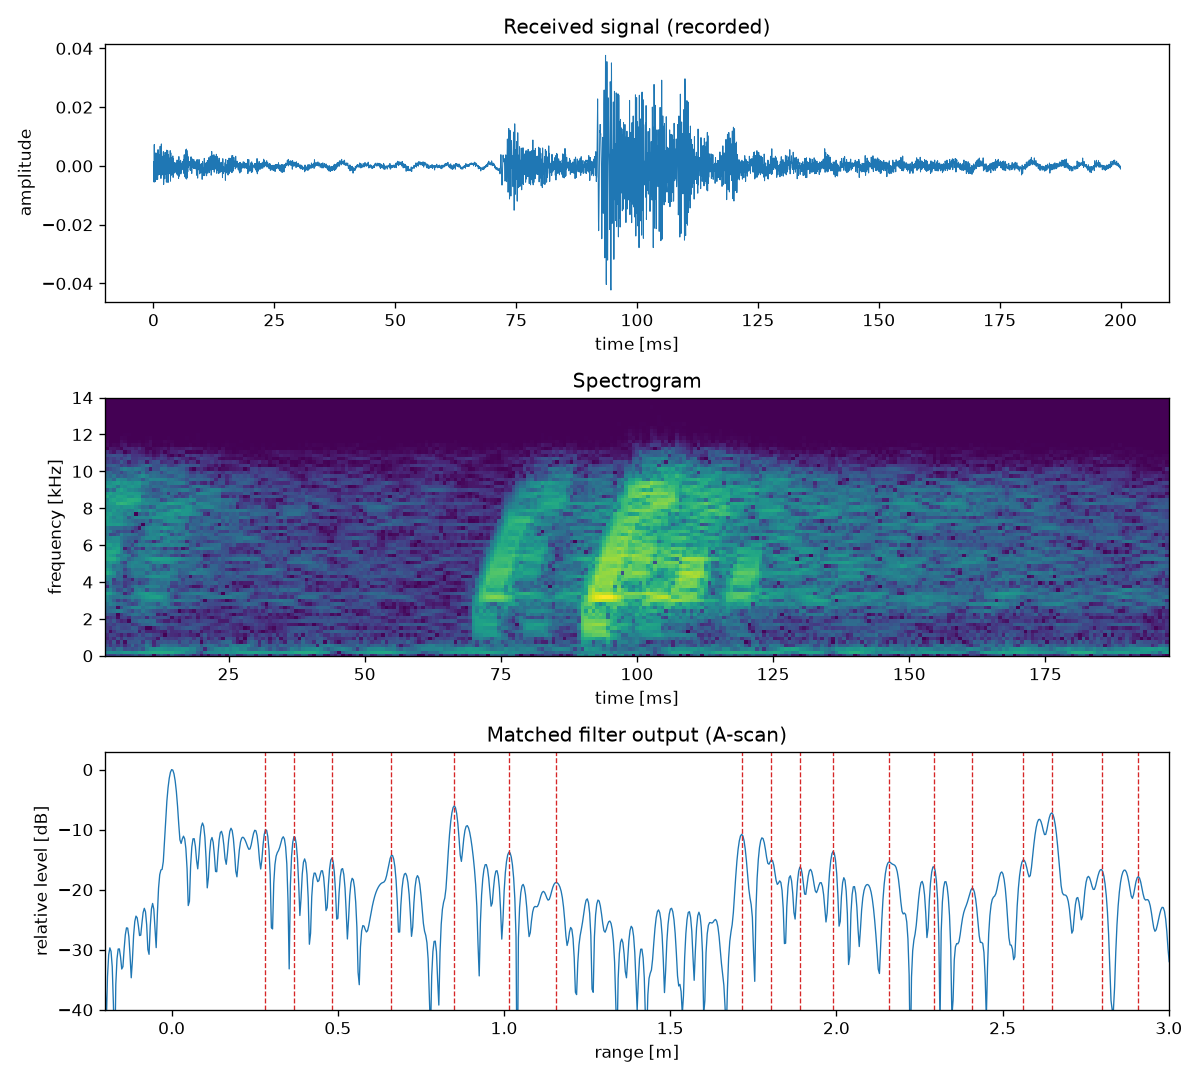 Received signal (recorded)
amplitude
0.04
0.02
0.00
−0.02
−0.04
0 25 50 75 100 125 150 175 200
time [ms]
Spectrogram
frequency [kHz]
14
12
10
8
6
4
2
0
25 50 75 100 125 150 175
time [ms]
Matched filter output (A-scan)
relative level [dB]
0
−10
−20
−30
−40
0.0 0.5 1.0 1.5 2.0 2.5 3.0
range [m]